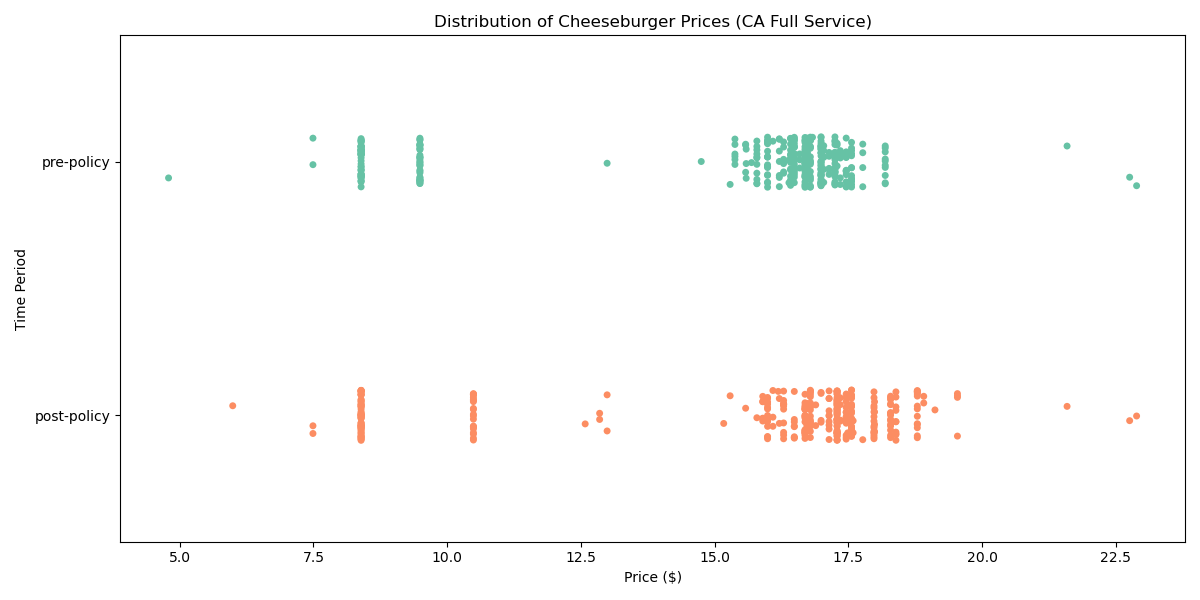 Distribution of Cheeseburger Prices (CA Full Service)
pre-policy
post-policy
Time Period
5.0
7.5
10.0
12.5
15.0
17.5
20.0
22.5
Price ($)